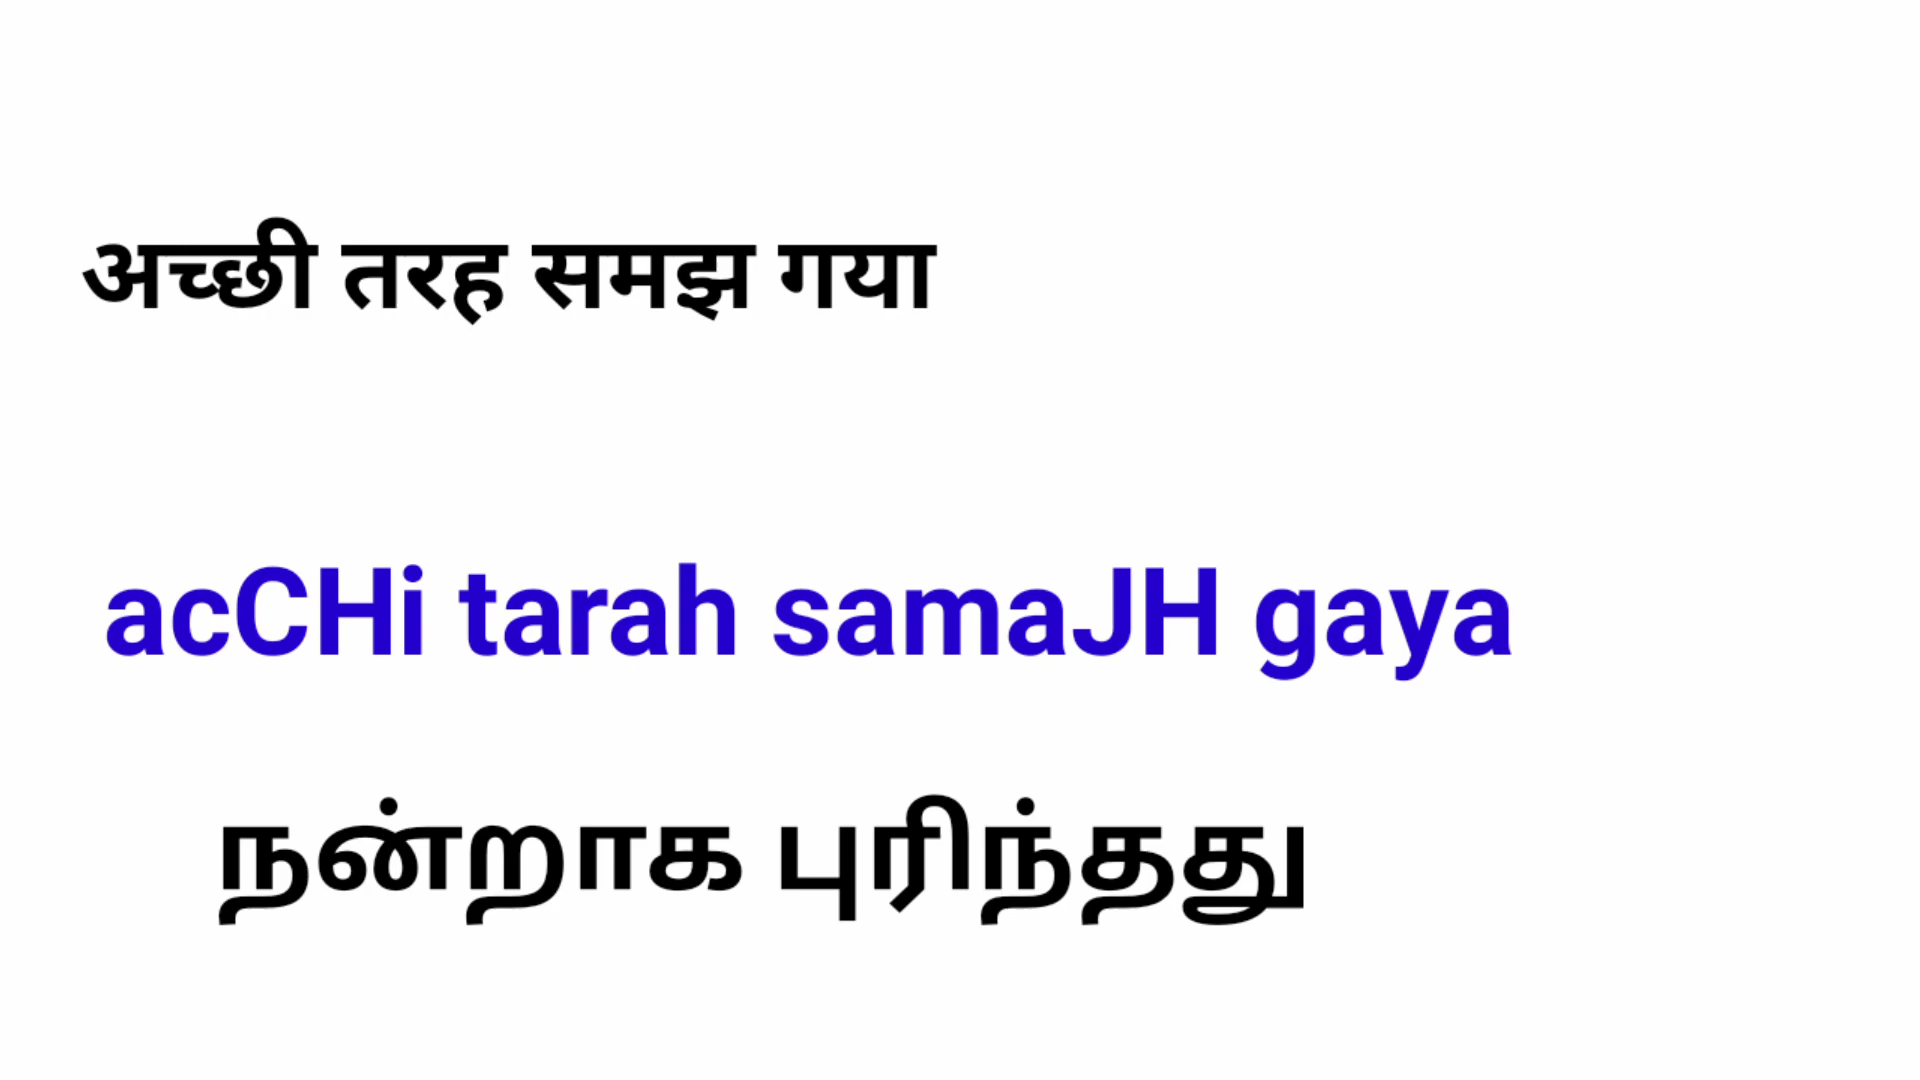 अच्छी तरह समझ गया
acCHi tarah samaJH gaya
நன்றாக புரிந்தது